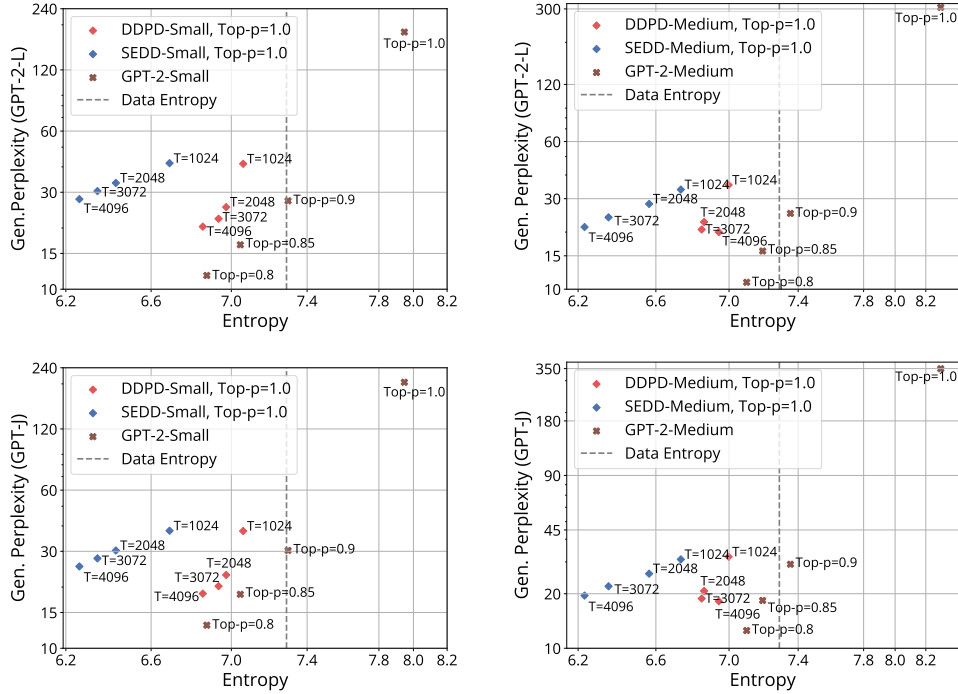 Gen.Perplexity (GPT-2-L)
240
120
60
30
15
10
DDPD-Small, Top-p=1.0
SEDD-Small, Top-p=1.0
GPT-2-Small
Data Entropy
Top-p=1.0
T=1024
T=1024
T=2048
T=3072
T=4096
T=2048
T=3072
T=4096
Top-p=0.9
Top-p=0.85
Top-p=0.8
6.2 6.6 7.0 7.4 7.8 8.2
Entropy
Gen. Perplexity (GPT-2-L)
300
120
60
30
15
10
DDPD-Medium, Top-p=1.0
SEDD-Medium, Top-p=1.0
GPT-2-Medium
Data Entropy
Top-p=1.0
T=1024
T=1024
T=2048
T=3072
T=4096
T=2048
T=3072
T=4096
Top-p=0.9
Top-p=0.85
Top-p=0.8
6.2 6.6 7.0 7.4 7.8 8.0 8.2
Entropy
Gen. Perplexity (GPT-J)
240
120
60
30
15
10
DDPD-Small, Top-p=1.0
SEDD-Small, Top-p=1.0
GPT-2-Small
Data Entropy
Top-p=1.0
T=1024
T=1024
T=2048
T=3072
T=4096
T=2048
T=3072
T=4096
Top-p=0.9
Top-p=0.85
Top-p=0.8
6.2 6.6 7.0 7.4 7.8 8.2
Entropy
Gen. Perplexity (GPT-J)
350
180
90
45
20
10
DDPD-Medium, Top-p=1.0
SEDD-Medium, Top-p=1.0
GPT-2-Medium
Data Entropy
Top-p=1.0
T=1024
T=1024
T=2048
T=3072
T=4096
T=2048
T=3072
T=4096
Top-p=0.9
Top-p=0.85
Top-p=0.8
6.2 6.6 7.0 7.4 7.8 8.0 8.2
Entropy